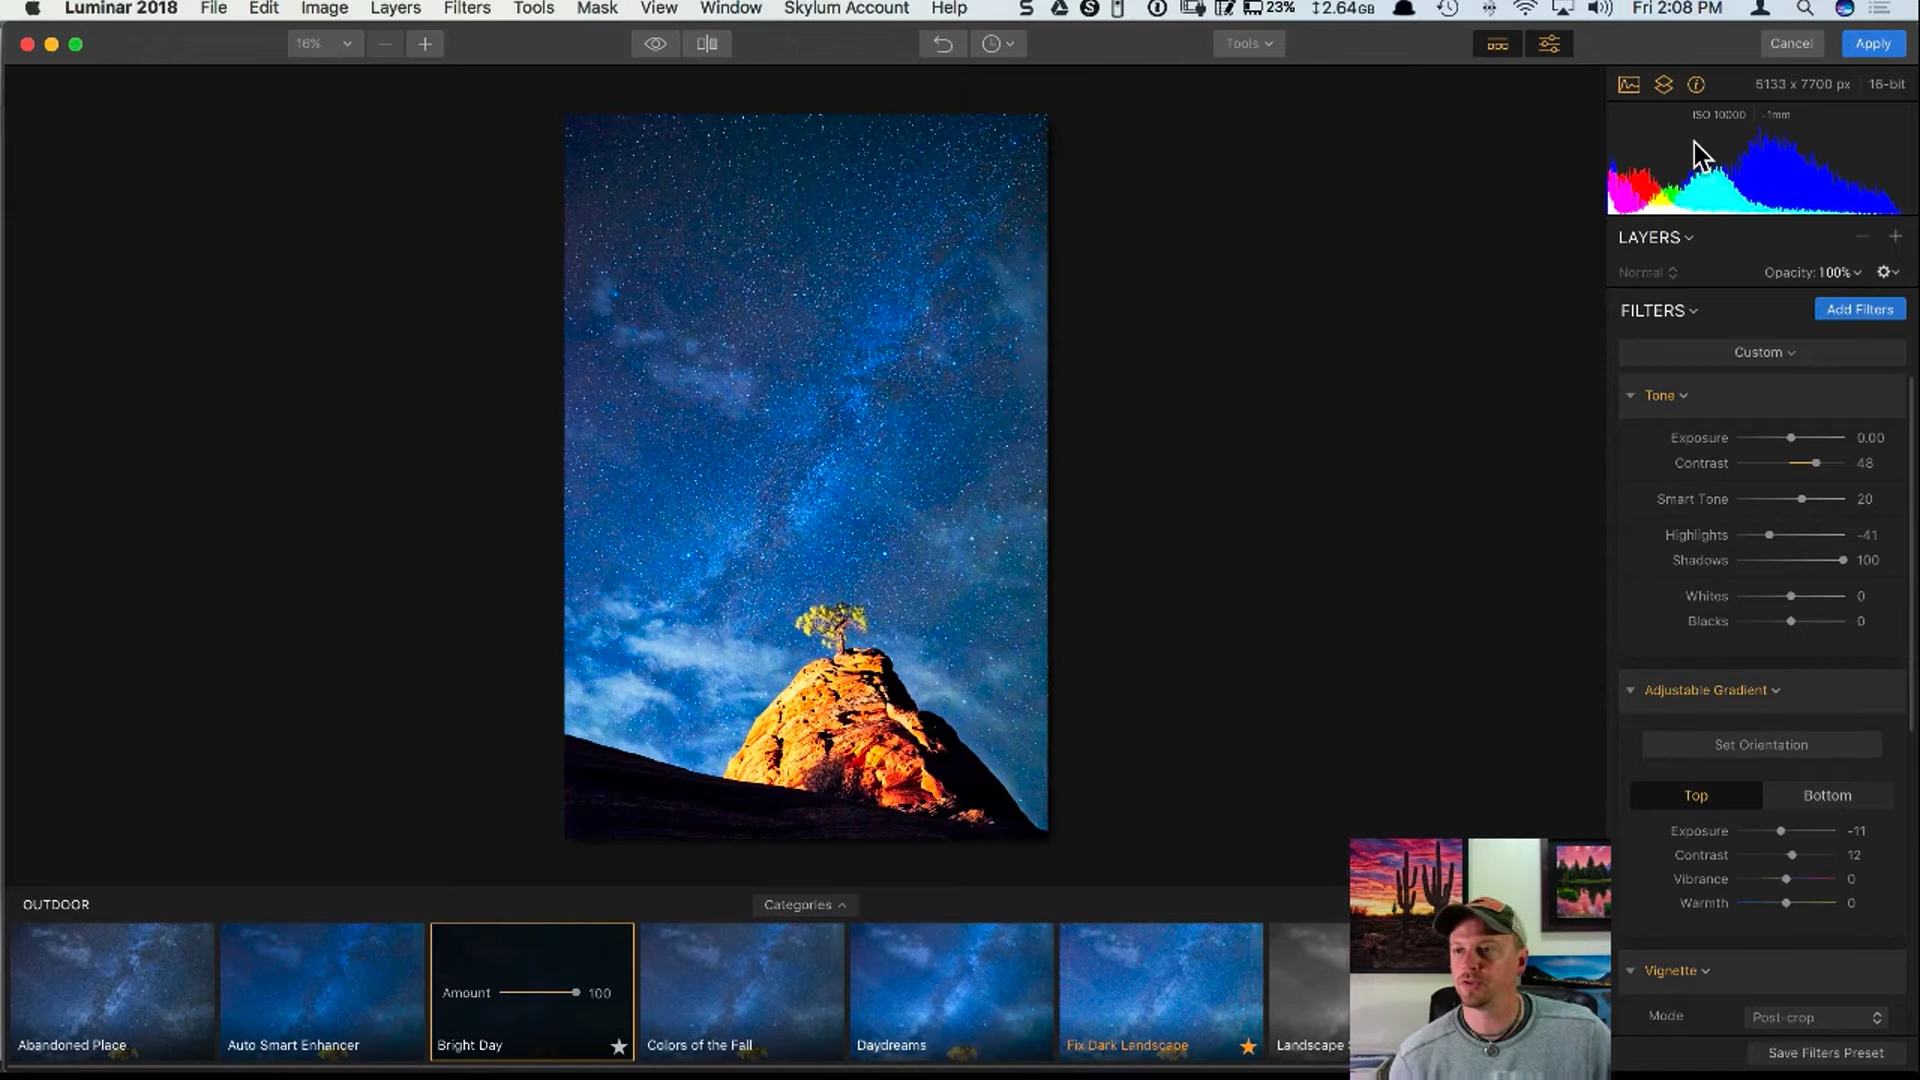 Luminar 2018 File Edit Image Layers Filters Tools Mask View Window Skylum Account Help 23% 2.64GB Fri 2:08 PM
16% Tools Cancel Apply
5133 x 7700 px 16-bit
ISO 10000 -1mm
LAYERS
Normal Opacity: 100%
FILTERS Add Filters
Custom
Tone
Exposure 0.00
Contrast 48
Smart Tone 20
Highlights -41
Shadows 100
Whites 0
Blacks 0
Adjustable Gradient
Set Orientation
Top Bottom
Exposure -11
Contrast 12
Vibrance 0
Warmth 0
Vignette
Mode Post-crop
Save Filters Preset
OUTDOOR Categories
Amount 100
Abandoned Place Auto Smart Enhancer Bright Day Colors of the Fall Daydreams Fix Dark Landscape Landscape